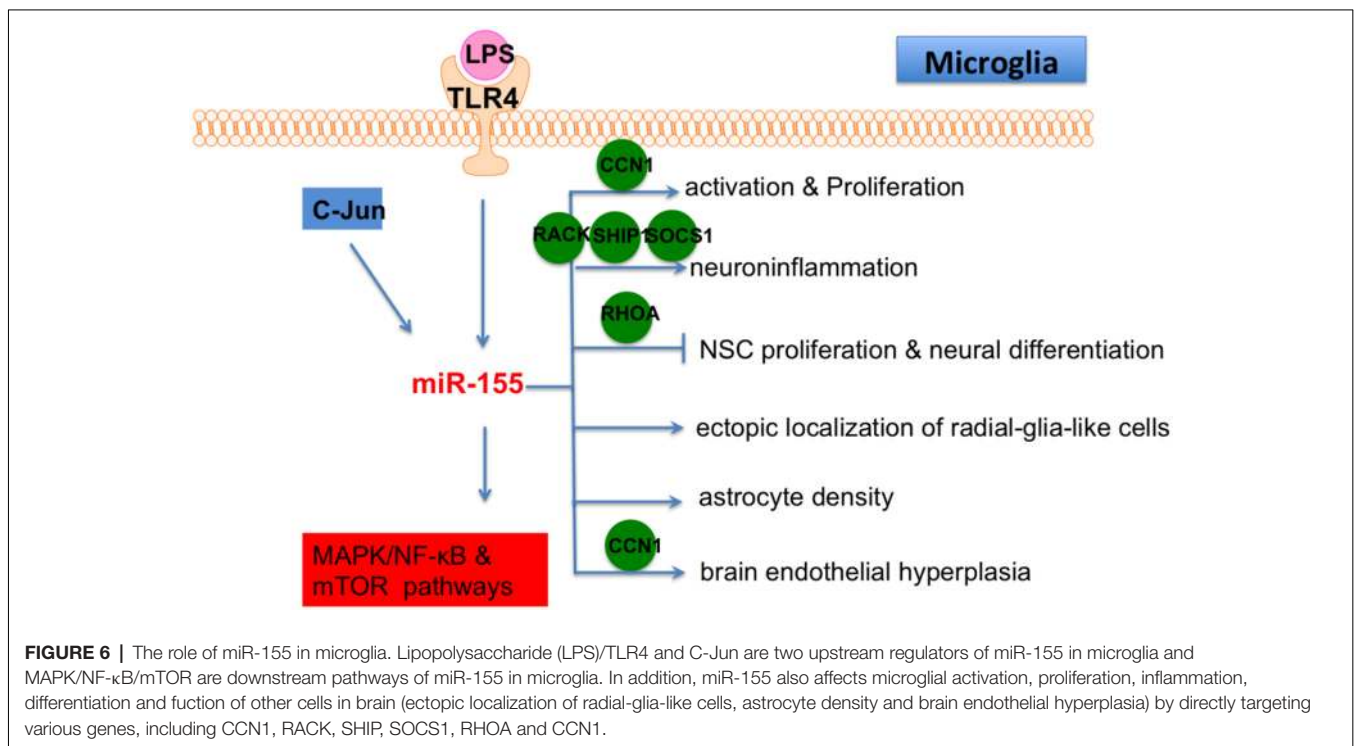 LPS
TLR4
Microglia
CCN1
activation & Proliferation
C-Jun
RACK SHIP1 SOCS1
neuroinflammation
RHOA
NSC proliferation & neural differentiation
miR-155
ectopic localization of radial-glia-like cells
astrocyte density
MAPK/NF-κB &
mTOR pathways
CCN1
brain endothelial hyperplasia
FIGURE 6 | The role of miR-155 in microglia. Lipopolysaccharide (LPS)/TLR4 and C-Jun are two upstream regulators of miR-155 in microglia and
MAPK/NF-κB/mTOR are downstream pathways of miR-155 in microglia. In addition, miR-155 also affects microglial activation, proliferation, inflammation,
differentiation and fuction of other cells in brain (ectopic localization of radial-glia-like cells, astrocyte density and brain endothelial hyperplasia) by directly targeting
various genes, including CCN1, RACK, SHIP, SOCS1, RHOA and CCN1.